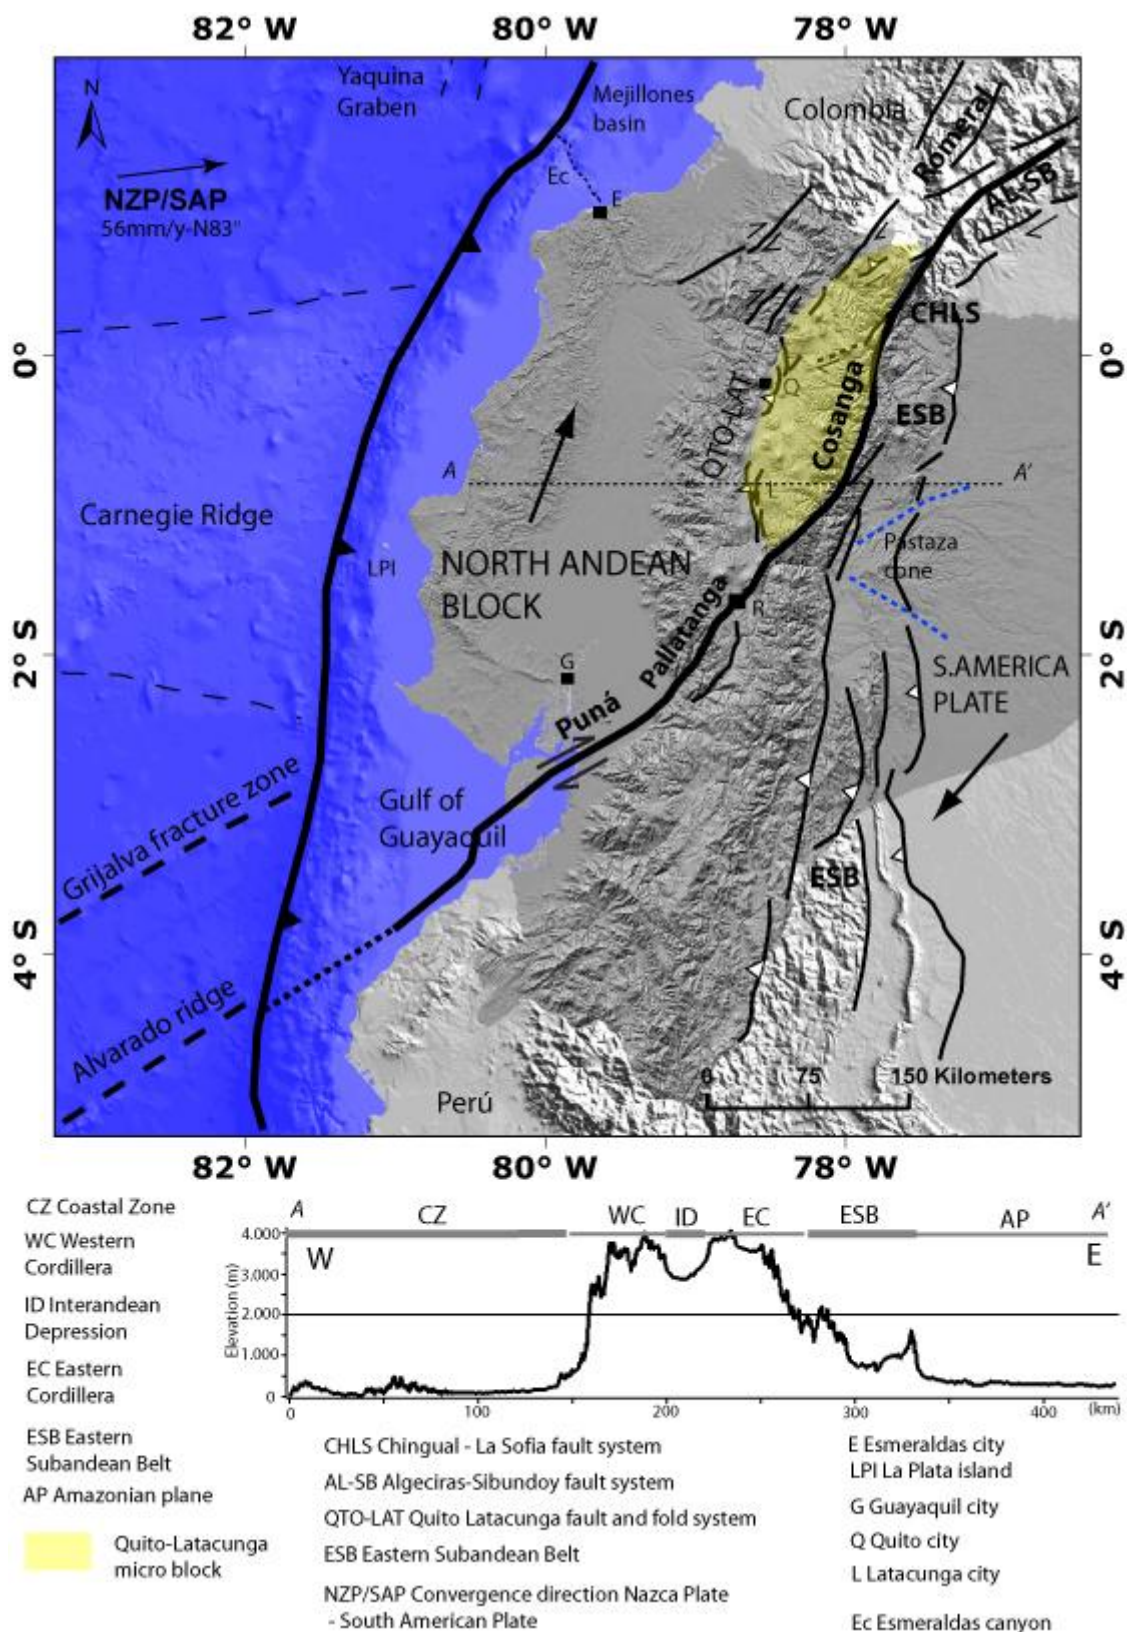 82° W 80° W 78° W
Yaquina
Graben
Mejillones
basin
Colombia
Romeral
AL-SB
N
NZP/SAP
56mm/y-N83°
Ec
E
CHLS
0° 0°
QTO-LAT
Q
Cosanga
ESB
A A'
L
Carnegie Ridge
LPI
NORTH ANDEAN
BLOCK
Pastaza
cone
Pallatanga
R
2° S 2° S
G
S.AMERICA
PLATE
Puná
Grijalva fracture zone
Gulf of
Guayaquil
ESB
4° S 4° S
Alvarado ridge
Perú
0 75 150 Kilometers
82° W 80° W 78° W
CZ Coastal Zone
WC Western
Cordillera
ID Interandean
Depression
EC Eastern
Cordillera
ESB Eastern
Subandean Belt
AP Amazonian plane
Quito-Latacunga
micro block
A CZ WC ID EC ESB AP A'
W E
Elevation (m)
4.000
3.000
2.000
1.000
0
0 100 200 300 400 (km)
CHLS Chingual - La Sofia fault system
AL-SB Algeciras-Sibundoy fault system
QTO-LAT Quito Latacunga fault and fold system
ESB Eastern Subandean Belt
NZP/SAP Convergence direction Nazca Plate
- South American Plate
E Esmeraldas city
LPI La Plata island
G Guayaquil city
Q Quito city
L Latacunga city
Ec Esmeraldas canyon